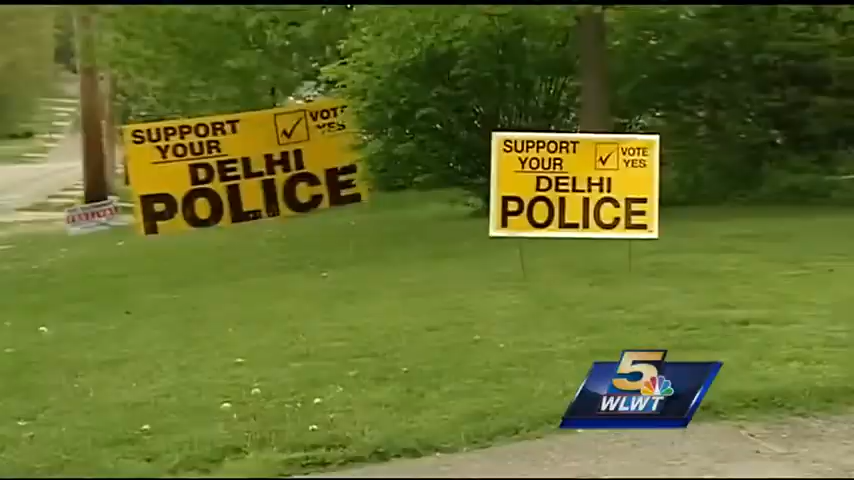 SUPPORT
YOUR
VOTE
YES
DELHI
POLICE
SUPPORT
YOUR
VOTE
YES
DELHI
POLICE
5
WLWT